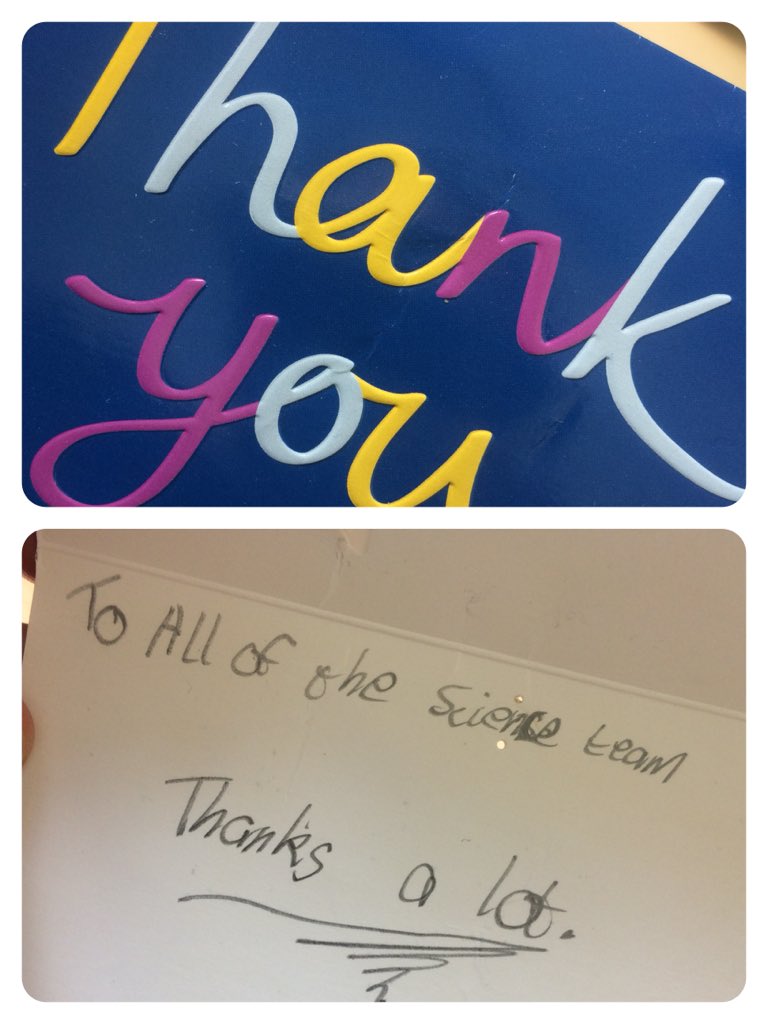 Thank
you
To All of the Science team
Thanks a lot.